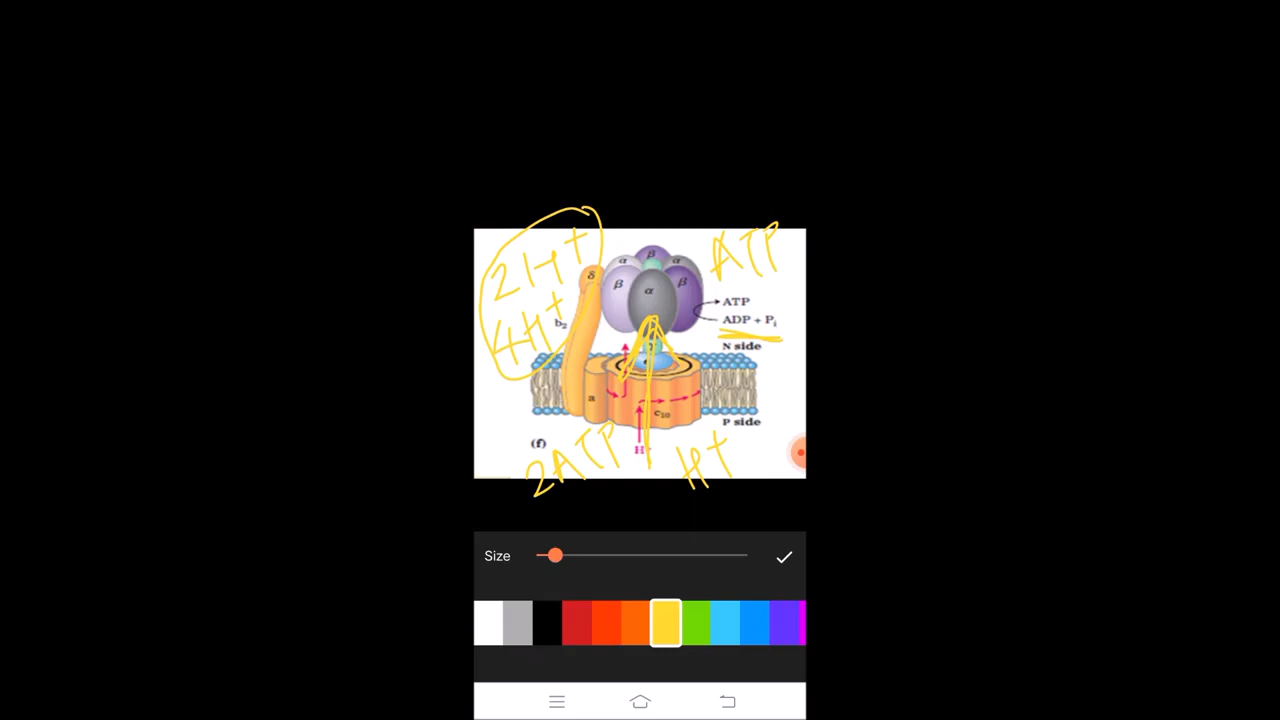 2H+
4H+
ATP
β
α α
δ β β
α
ATP
ADP + Pi
b2
N side
γ
a
c10
P side
(f)
H
2ATP
H+
Size